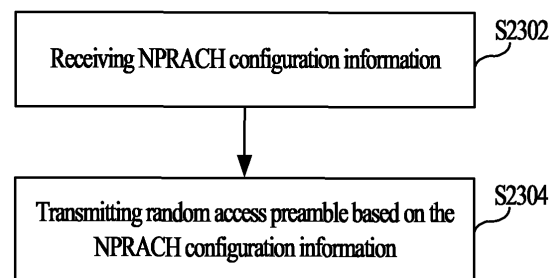 S2302
Receiving NPRACH configuration information
S2304
Transmitting random access preamble based on the
NPRACH configuration information